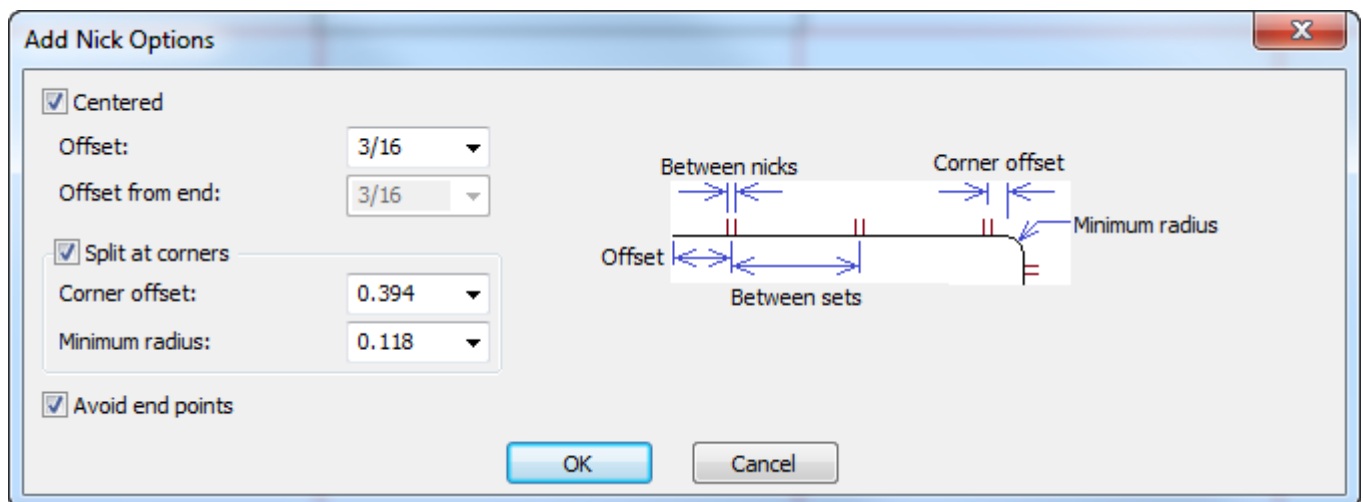 Add Nick Options
Centered
Offset: 3/16
Offset from end: 3/16
Split at corners
Corner offset: 0.394
Minimum radius: 0.118
Avoid end points
Between nicks Corner offset
Minimum radius
Offset
Between sets
OK Cancel